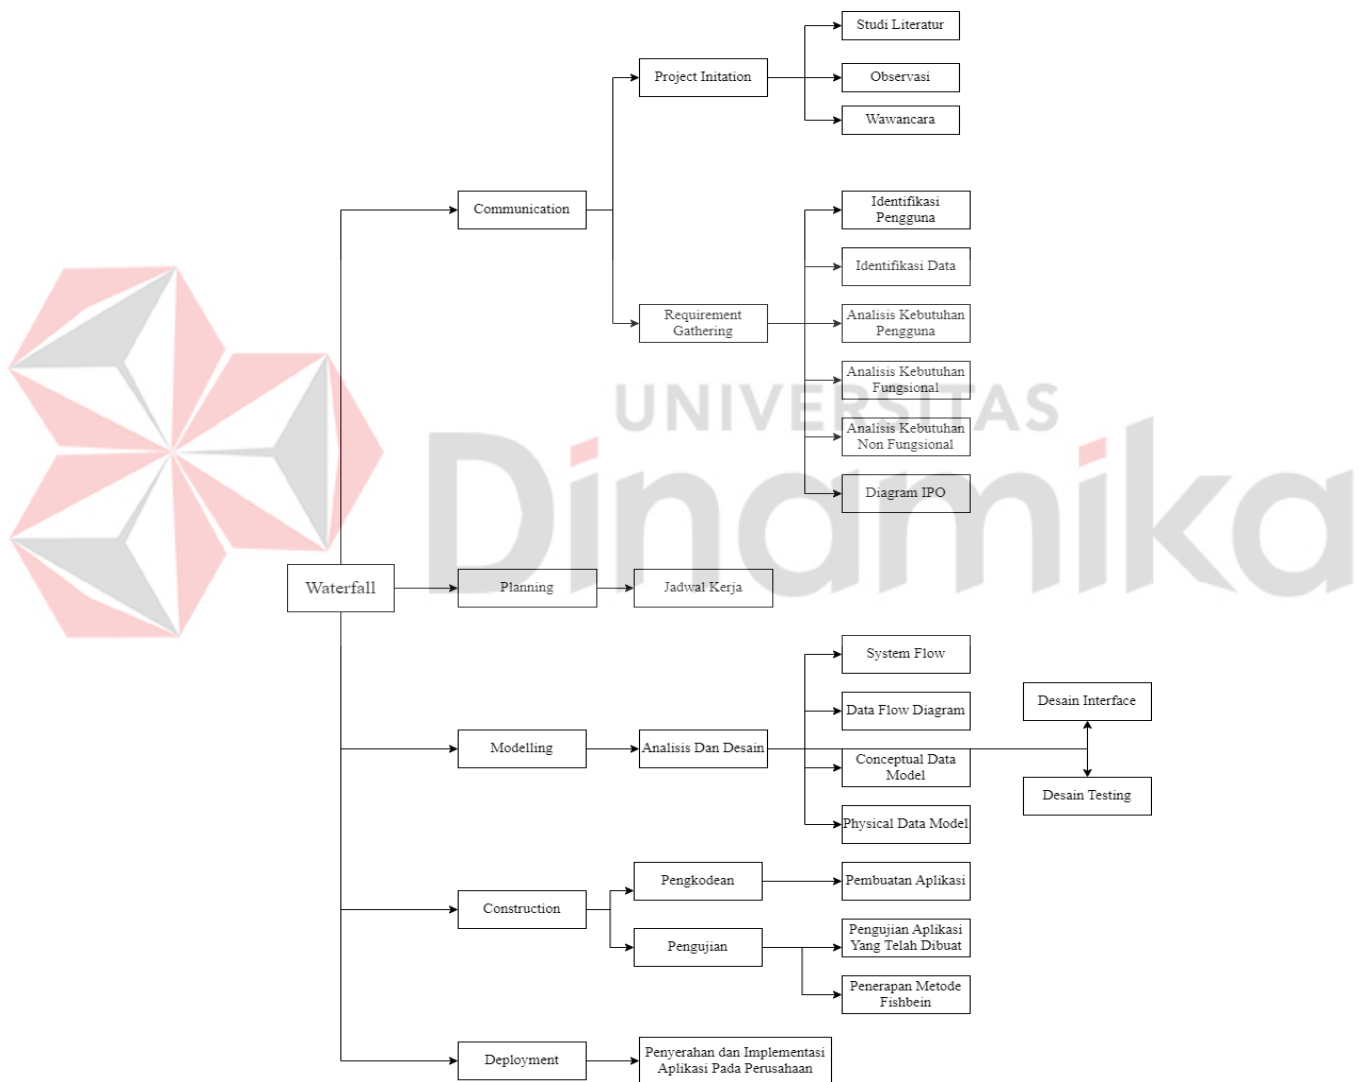 Studi Literatur
Project Initation
Observasi
Wawancara
Communication
Identifikasi
Pengguna
Identifikasi Data
Requirement
Gathering
Analisis Kebutuhan
Pengguna
Analisis Kebutuhan
Fungsional
Analisis Kebutuhan
Non Fungsional
Diagram IPO
UNIVERSITAS
Dinamika
Waterfall
Planning
Jadwal Kerja
System Flow
Data Flow Diagram
Desain Interface
Modelling
Analisis Dan Desain
Conceptual Data
Model
Desain Testing
Physical Data Model
Construction
Pengkodean
Pembuatan Aplikasi
Pengujian
Pengujian Aplikasi
Yang Telah Dibuat
Penerapan Metode
Fishbein
Deployment
Penyerahan dan Implementasi
Aplikasi Pada Perusahaan